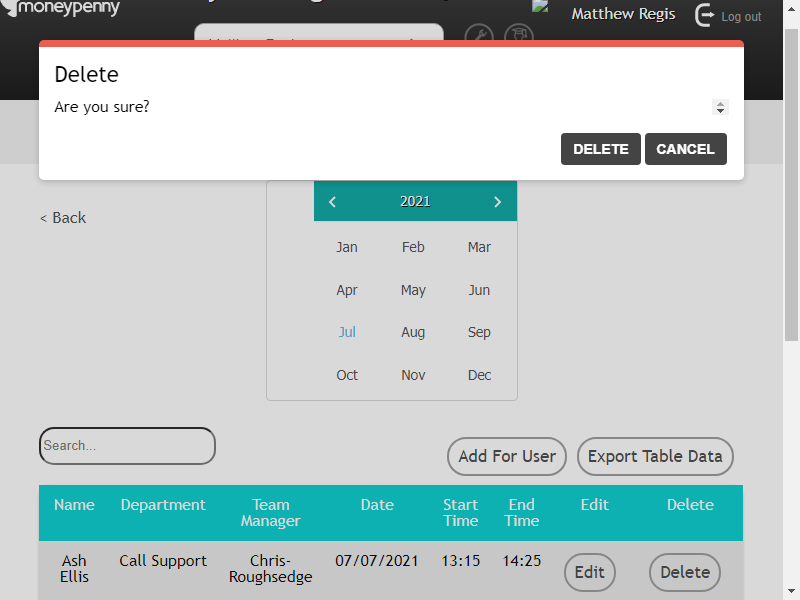 moneypenny
Matthew Regis
Log out
Delete
Are you sure?
DELETE
CANCEL
< Back
2021
Jan Feb Mar
Apr May Jun
Jul Aug Sep
Oct Nov Dec
Search...
Add For User
Export Table Data
Name Department Team Manager Date Start Time End Time Edit Delete
Ash Ellis Call Support Chris-Roughsedge 07/07/2021 13:15 14:25 Edit Delete